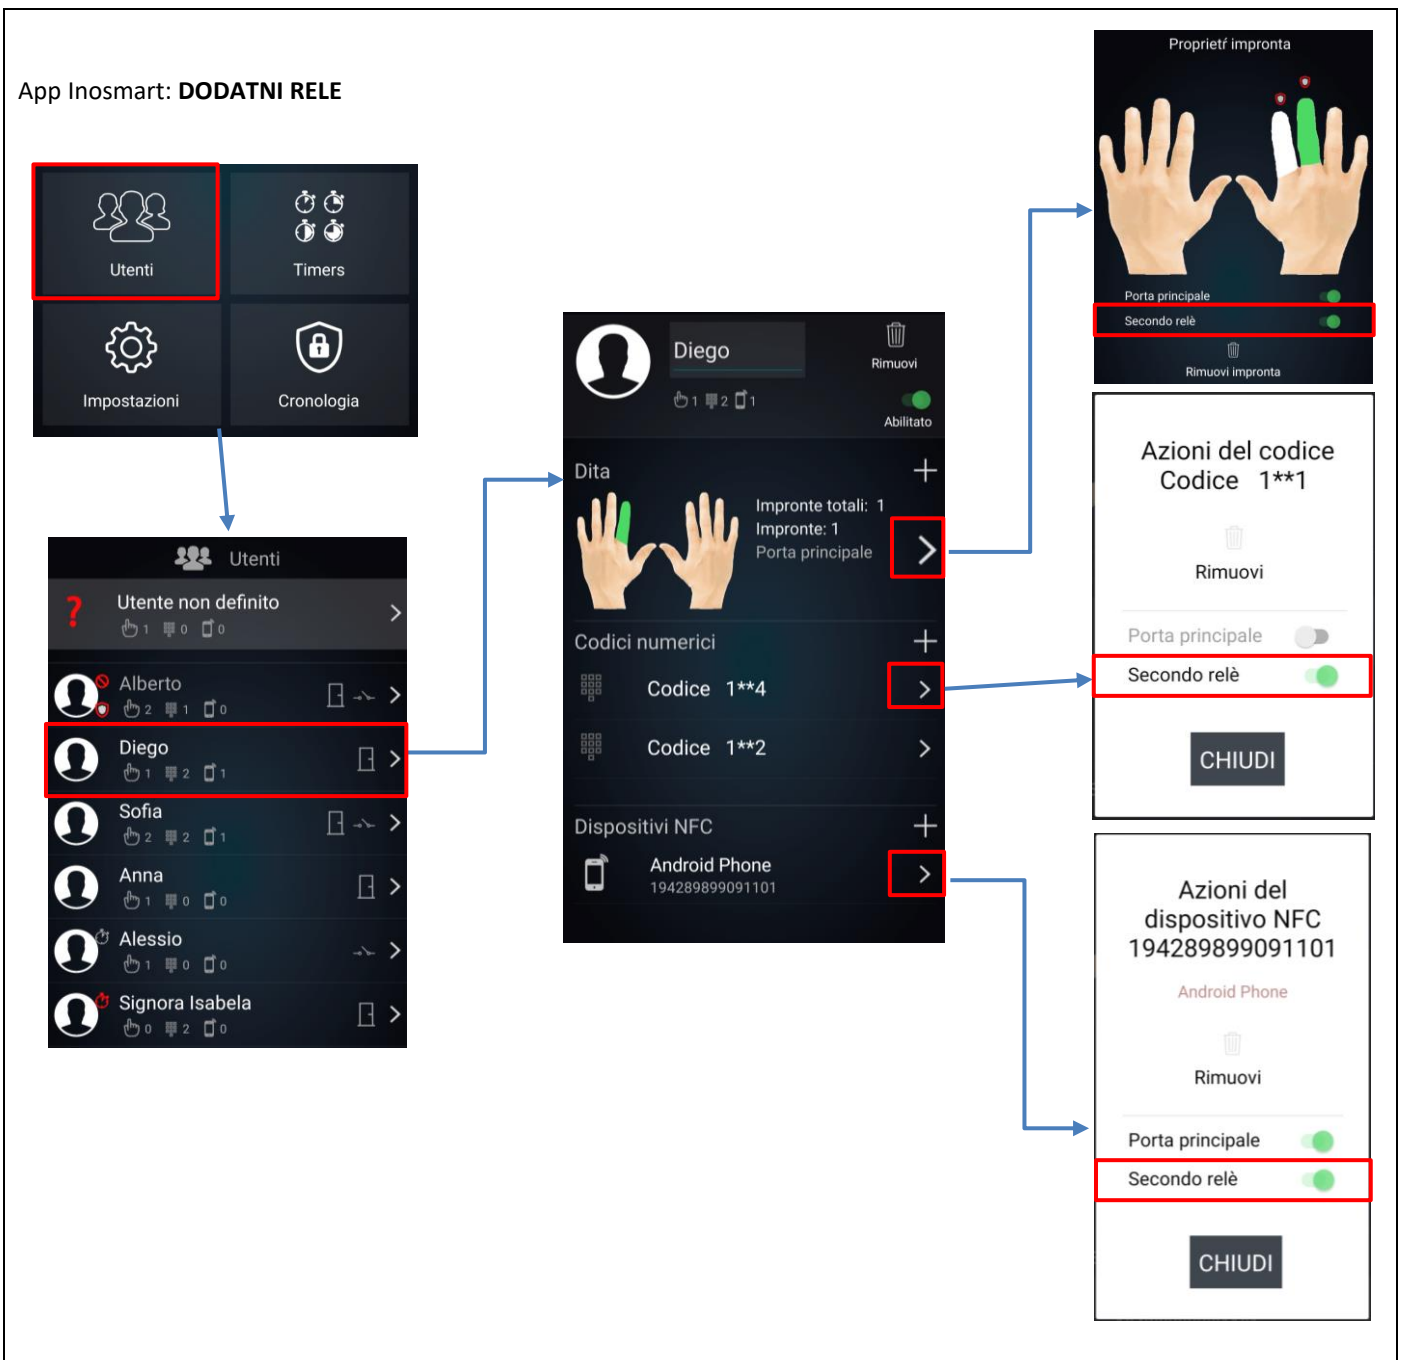 App Inosmart: DODATNI RELE
Utenti
Timers
Impostazioni
Cronologia
Utenti
Utente non definito
1 0 0
Alberto
2 1 0
Diego
1 2 1
Sofia
2 2 1
Anna
1 0 0
Alessio
1 0 0
Signora Isabela
0 2 0
Diego
Rimuovi
1 2 1
Abilitato
Dita
Impronte totali: 1
Impronte: 1
Porta principale
Codici numerici
Codice 1**4
Codice 1**2
Dispositivi NFC
Android Phone
194289899091101
Proprietŕ impronta
Porta principale
Secondo relè
Rimuovi impronta
Azioni del codice
Codice 1**1
Rimuovi
Porta principale
Secondo relè
CHIUDI
Azioni del
dispositivo NFC
194289899091101
Android Phone
Rimuovi
Porta principale
Secondo relè
CHIUDI